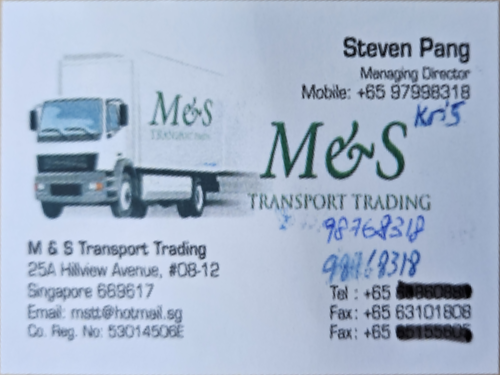 Steven Pang
Managing Director
Mobile: +65 97998318
Kris
M&S
TRANSPORT TRADING
M&S
TRANSPORT TRADING
98768318
98768318
M & S Transport Trading
25A Hillview Avenue, #08-12
Singapore 669617
Email: mstt@hotmail.sg
Co. Reg. No: 53014506E
Tel : +65
Fax : +65 63101808
Fax : +65